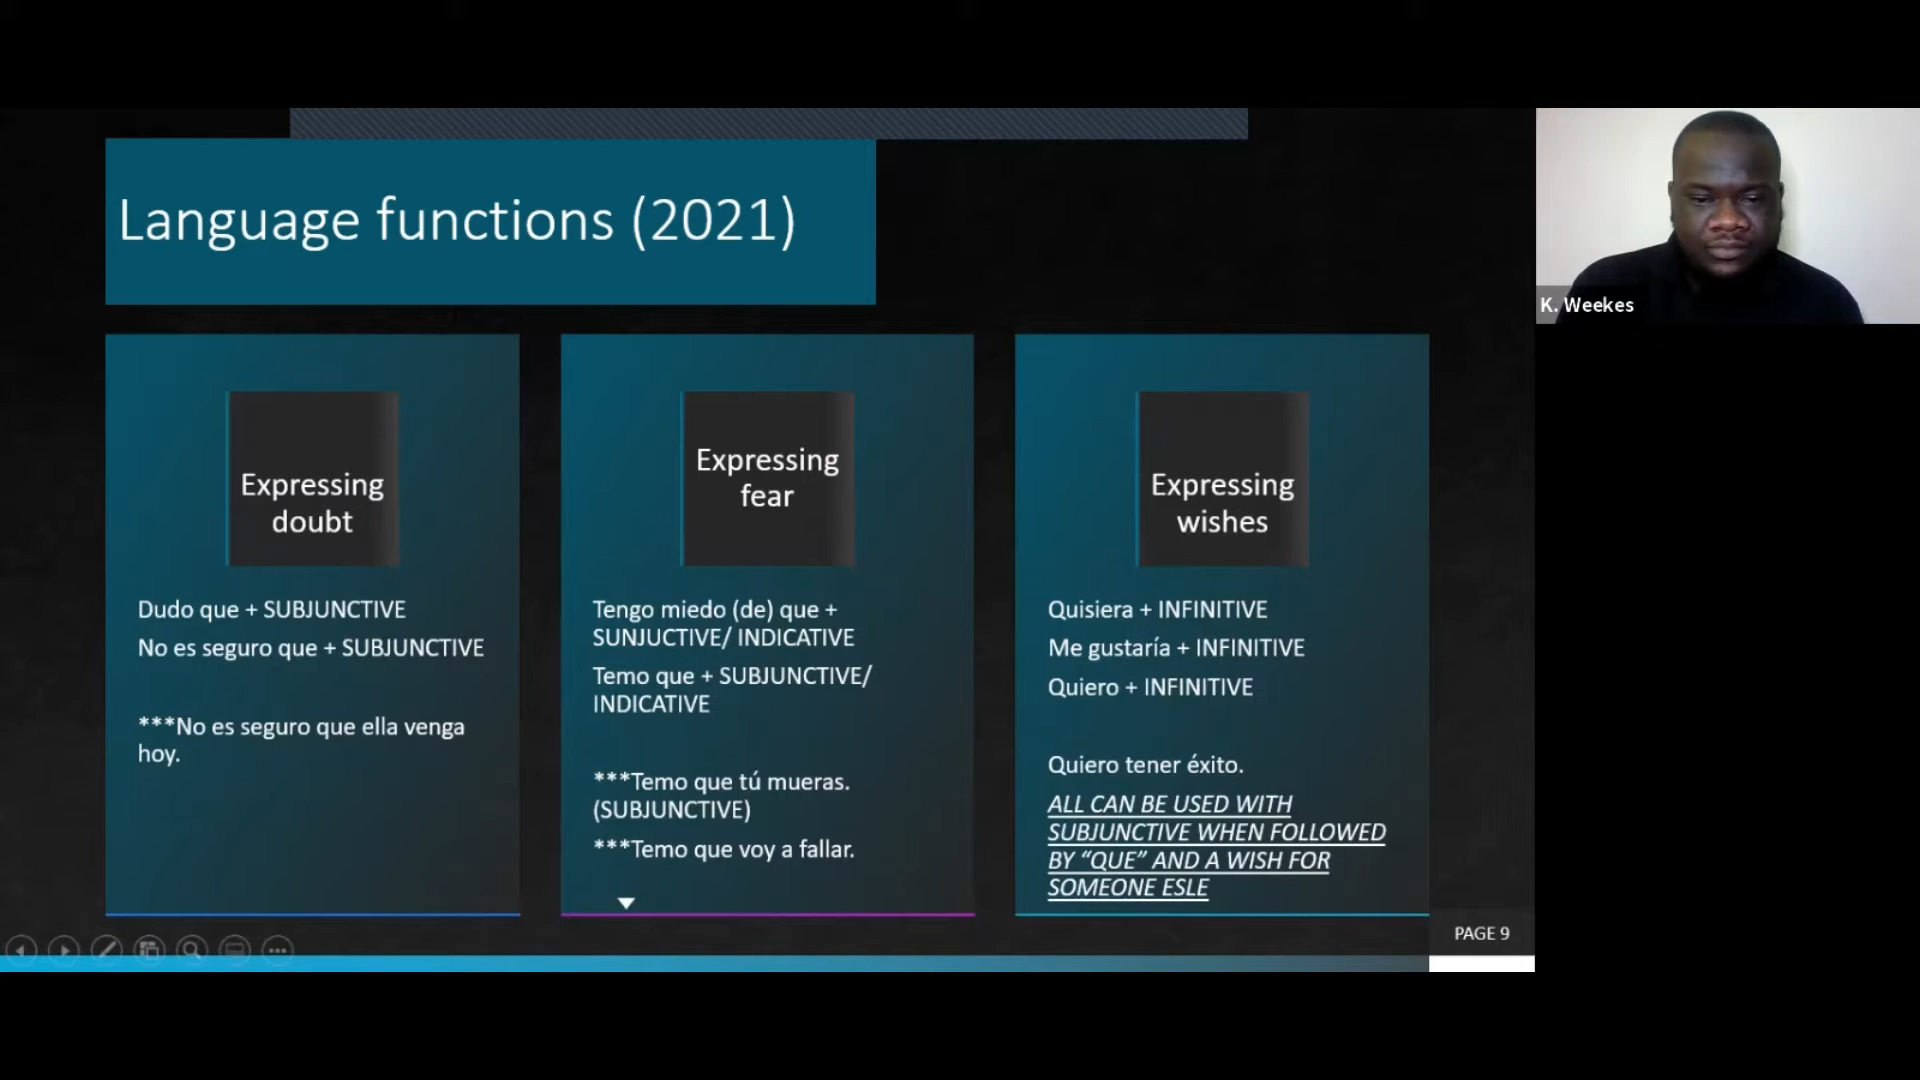 Language functions (2021)
K. Weekes
Expressing
doubt
Dudo que + SUBJUNCTIVE
No es seguro que + SUBJUNCTIVE
***No es seguro que ella venga
hoy.
Expressing
fear
Tengo miedo (de) que +
SUNJUCTIVE/ INDICATIVE
Temo que + SUBJUNCTIVE/
INDICATIVE
***Temo que tú mueras.
(SUBJUNCTIVE)
***Temo que voy a fallar.
Expressing
wishes
Quisiera + INFINITIVE
Me gustaría + INFINITIVE
Quiero + INFINITIVE
Quiero tener éxito.
ALL CAN BE USED WITH
SUBJUNCTIVE WHEN FOLLOWED
BY “QUE” AND A WISH FOR
SOMEONE ESLE
PAGE 9